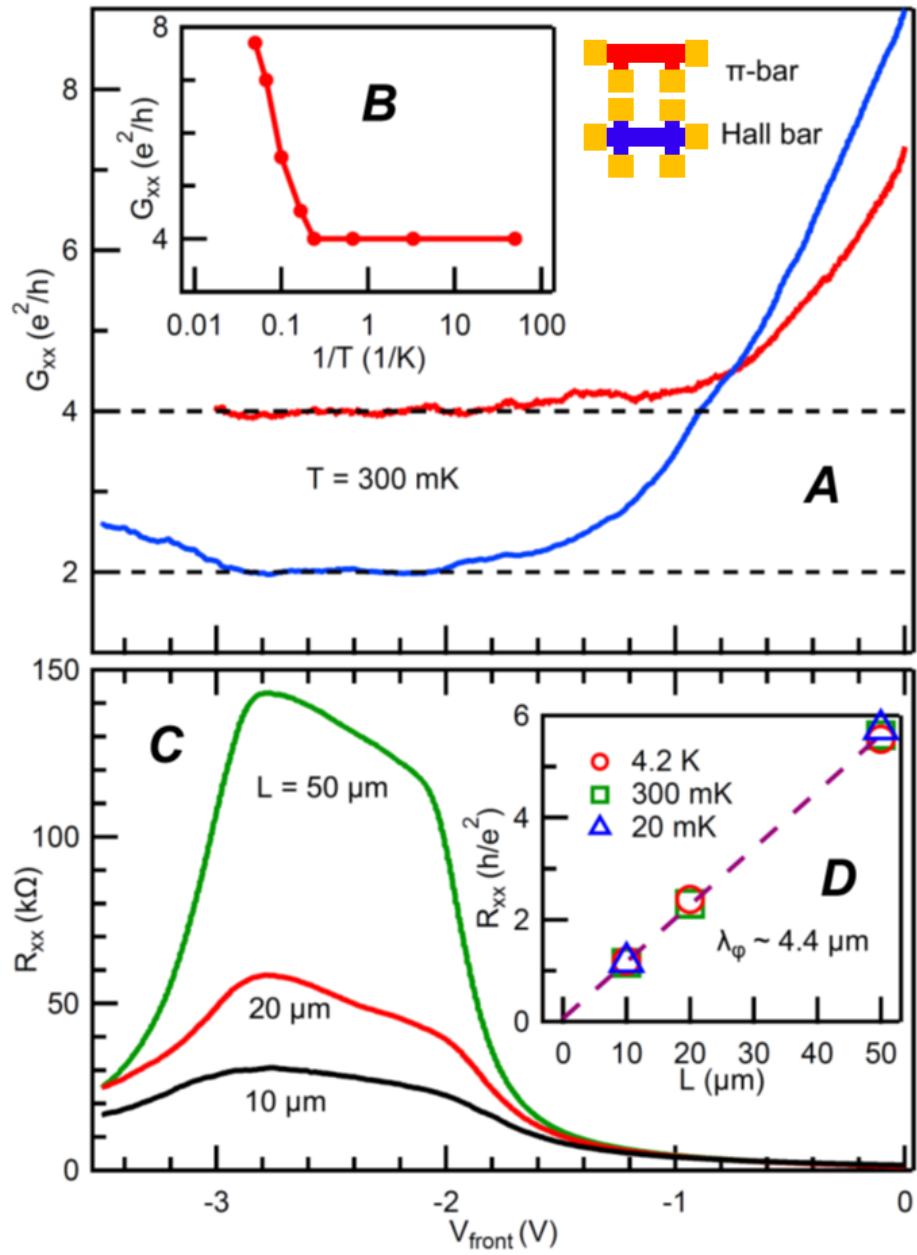 8
6
4
2
G_xx (e²/h)
A
T = 300 mK
π-bar
Hall bar
8
4
G_xx (e²/h)
B
0.01 0.1 1 10 100
1/T (1/K)
150
100
50
0
R_xx (kΩ)
C
L = 50 μm
20 μm
10 μm
6
4
2
0
R_xx (h/e²)
4.2 K
300 mK
20 mK
D
λ_φ ~ 4.4 μm
0 10 20 30 40 50
L (μm)
-3 -2 -1 0
V_front (V)